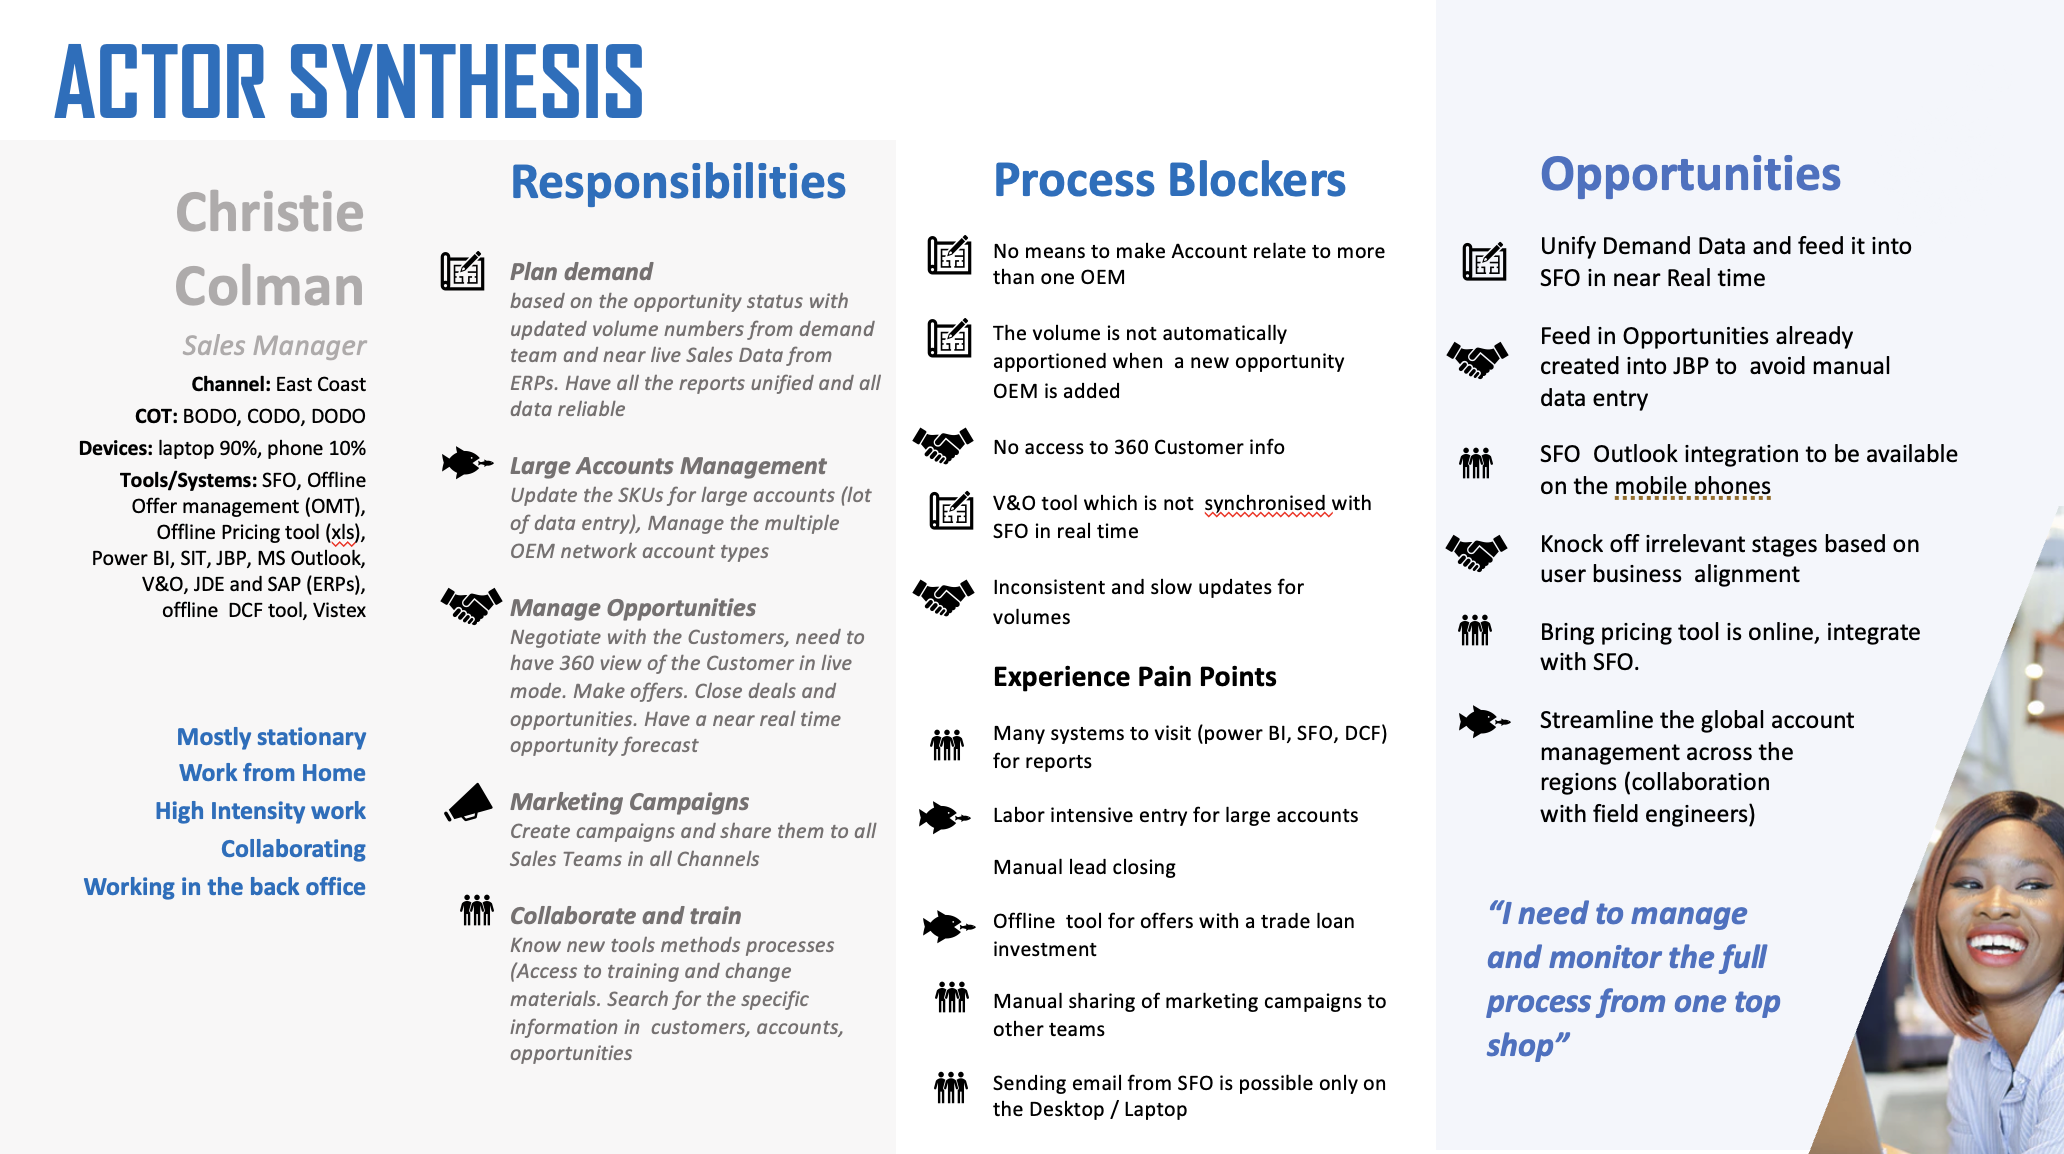 ACTOR SYNTHESIS
Christie
Colman
Sales Manager
Channel: East Coast
COT: BODO, CODO, DODO
Devices: laptop 90%, phone 10%
Tools/Systems: SFO, Offline
Offer management (OMT),
Offline Pricing tool (xls),
Power BI, SIT, JBP, MS Outlook,
V&O, JDE and SAP (ERPs),
offline DCF tool, Vistex
Mostly stationary
Work from Home
High Intensity work
Collaborating
Working in the back office
Responsibilities
Plan demand
based on the opportunity status with
updated volume numbers from demand
team and near live Sales Data from
ERPs. Have all the reports unified and all
data reliable
Large Accounts Management
Update the SKUs for large accounts (lot
of data entry), Manage the multiple
OEM network account types
Manage Opportunities
Negotiate with the Customers, need to
have 360 view of the Customer in live
mode. Make offers. Close deals and
opportunities. Have a near real time
opportunity forecast
Marketing Campaigns
Create campaigns and share them to all
Sales Teams in all Channels
Collaborate and train
Know new tools methods processes
(Access to training and change
materials. Search for the specific
information in customers, accounts,
opportunities
Process Blockers
No means to make Account relate to more
than one OEM
The volume is not automatically
apportioned when a new opportunity
OEM is added
No access to 360 Customer info
V&O tool which is not synchronised with
SFO in real time
Inconsistent and slow updates for
volumes
Experience Pain Points
Many systems to visit (power BI, SFO, DCF)
for reports
Labor intensive entry for large accounts
Manual lead closing
Offline tool for offers with a trade loan
investment
Manual sharing of marketing campaigns to
other teams
Sending email from SFO is possible only on
the Desktop / Laptop
Opportunities
Unify Demand Data and feed it into
SFO in near Real time
Feed in Opportunities already
created into JBP to avoid manual
data entry
SFO Outlook integration to be available
on the mobile phones
Knock off irrelevant stages based on
user business alignment
Bring pricing tool is online, integrate
with SFO.
Streamline the global account
management across the
regions (collaboration
with field engineers)
“I need to manage
and monitor the full
process from one top
shop”